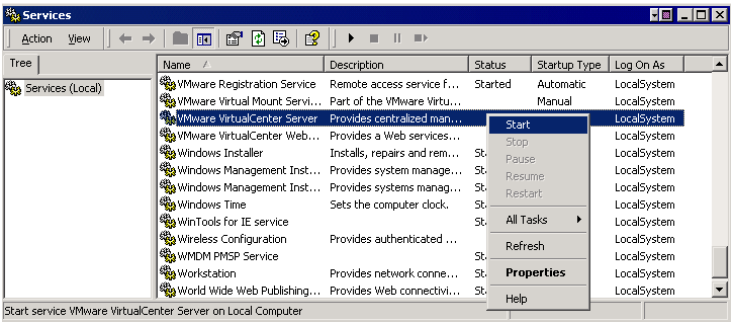 Services
Action View
Tree
Services (Local)
Name Description Status Startup Type Log On As
VMware Registration Service Remote access service f... Started Automatic LocalSystem
VMware Virtual Mount Servi... Part of the VMware Virtu... Manual LocalSystem
VMware VirtualCenter Server Provides centralized man... LocalSystem
VMware VirtualCenter Web... Provides a Web services... LocalSystem
Windows Installer Installs, repairs and rem... LocalSystem
Windows Management Inst... Provides system manage... LocalSystem
Windows Management Inst... Provides systems manag... LocalSystem
Windows Time Sets the computer clock. LocalSystem
WinTools for IE service LocalSystem
Wireless Configuration Provides authenticated ... LocalSystem
WMDM PMSP Service LocalSystem
Workstation Provides network conne... LocalSystem
World Wide Web Publishing... Provides Web connectivi... LocalSystem
Start
Stop
Pause
Resume
Restart
All Tasks
Refresh
Properties
Help
Start service VMware VirtualCenter Server on Local Computer